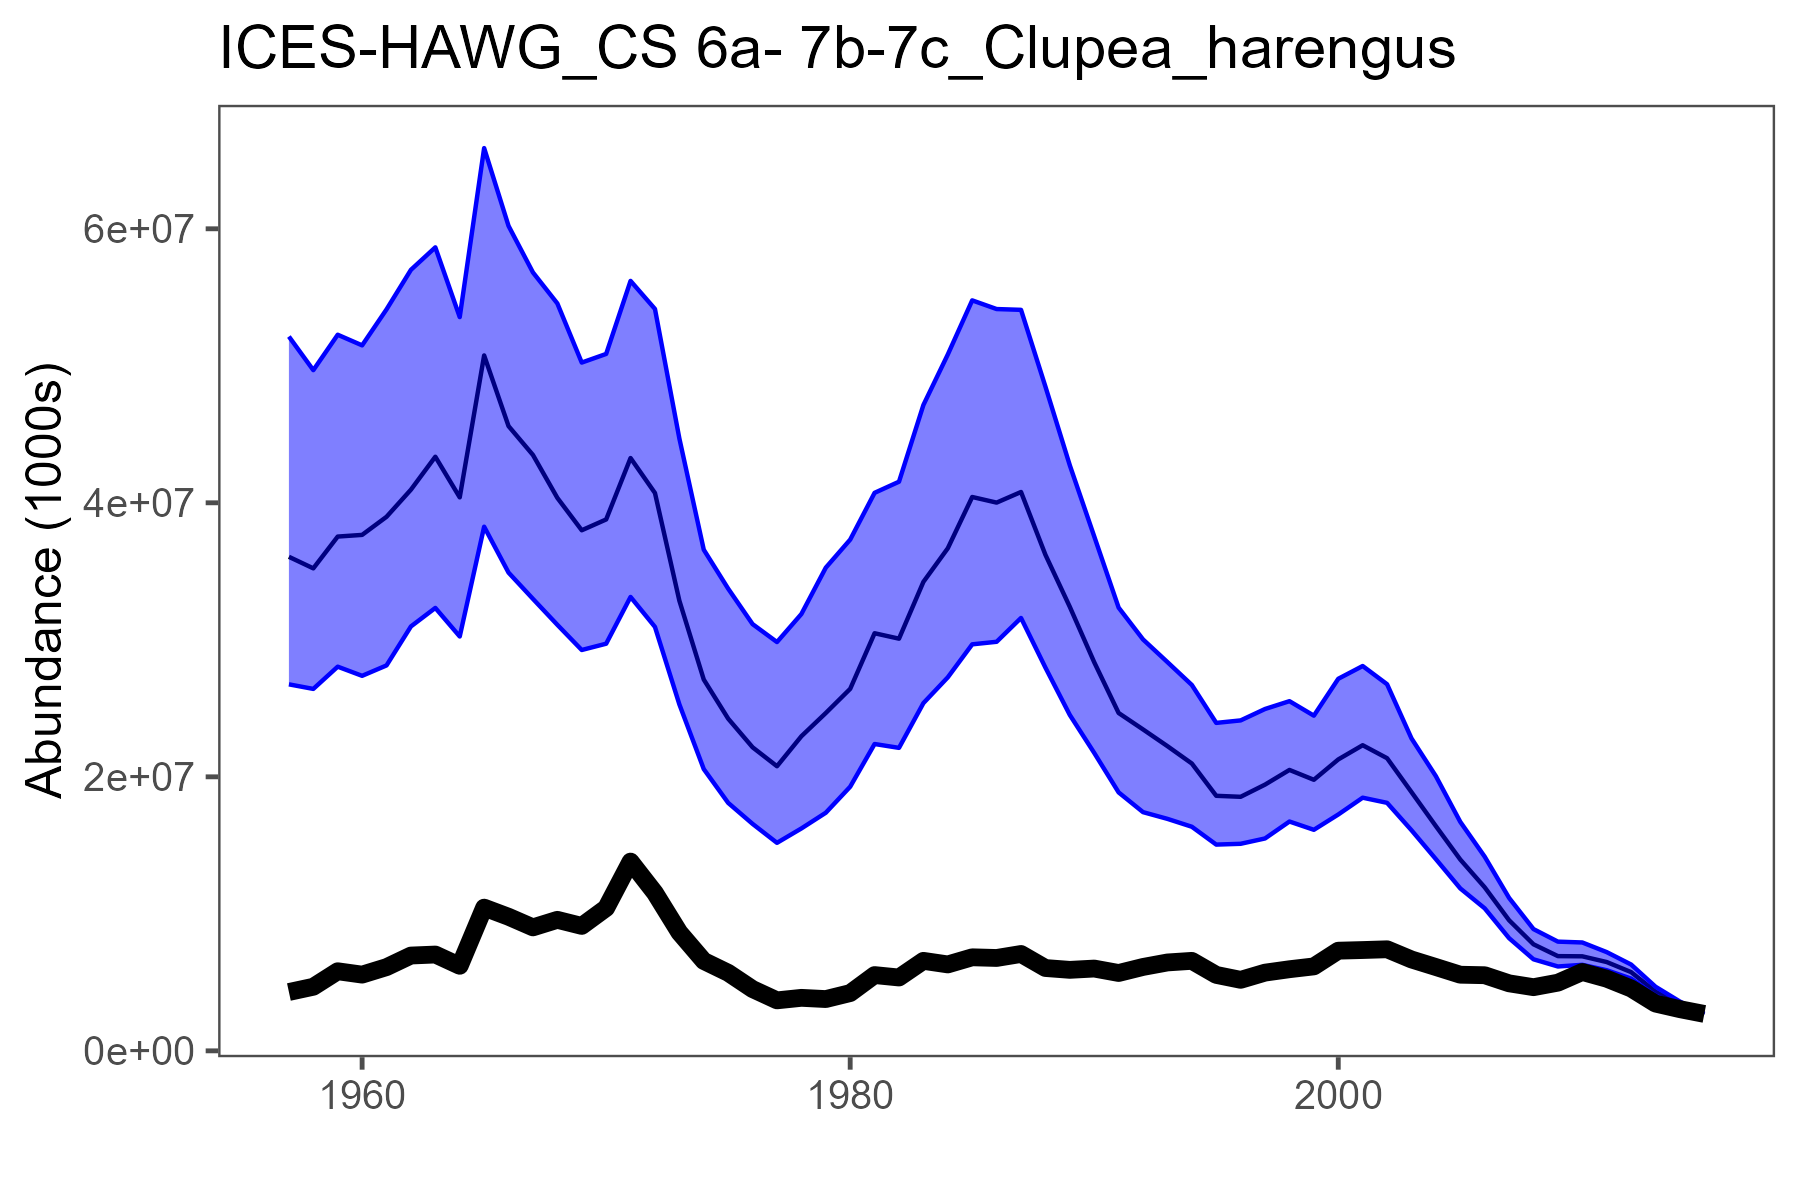 ICES-HAWG_CS 6a- 7b-7c_Clupea_harengus
Abundance (1000s)
6e+07
4e+07
2e+07
0e+00
1960
1980
2000